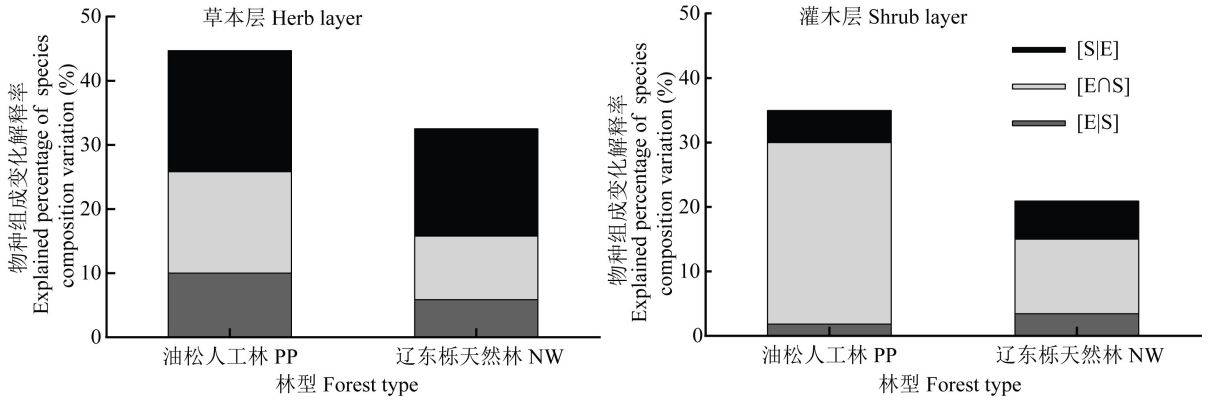 草本层 Herb layer
物种组成变化解释率
Explained percentage of species
composition variation (%)
50
40
30
20
10
0
油松人工林 PP
辽东栎天然林 NW
林型 Forest type
灌木层 Shrub layer
物种组成变化解释率
Explained percentage of species
composition variation (%)
50
40
30
20
10
0
[S|E]
[E∩S]
[E|S]
油松人工林 PP
辽东栎天然林 NW
林型 Forest type